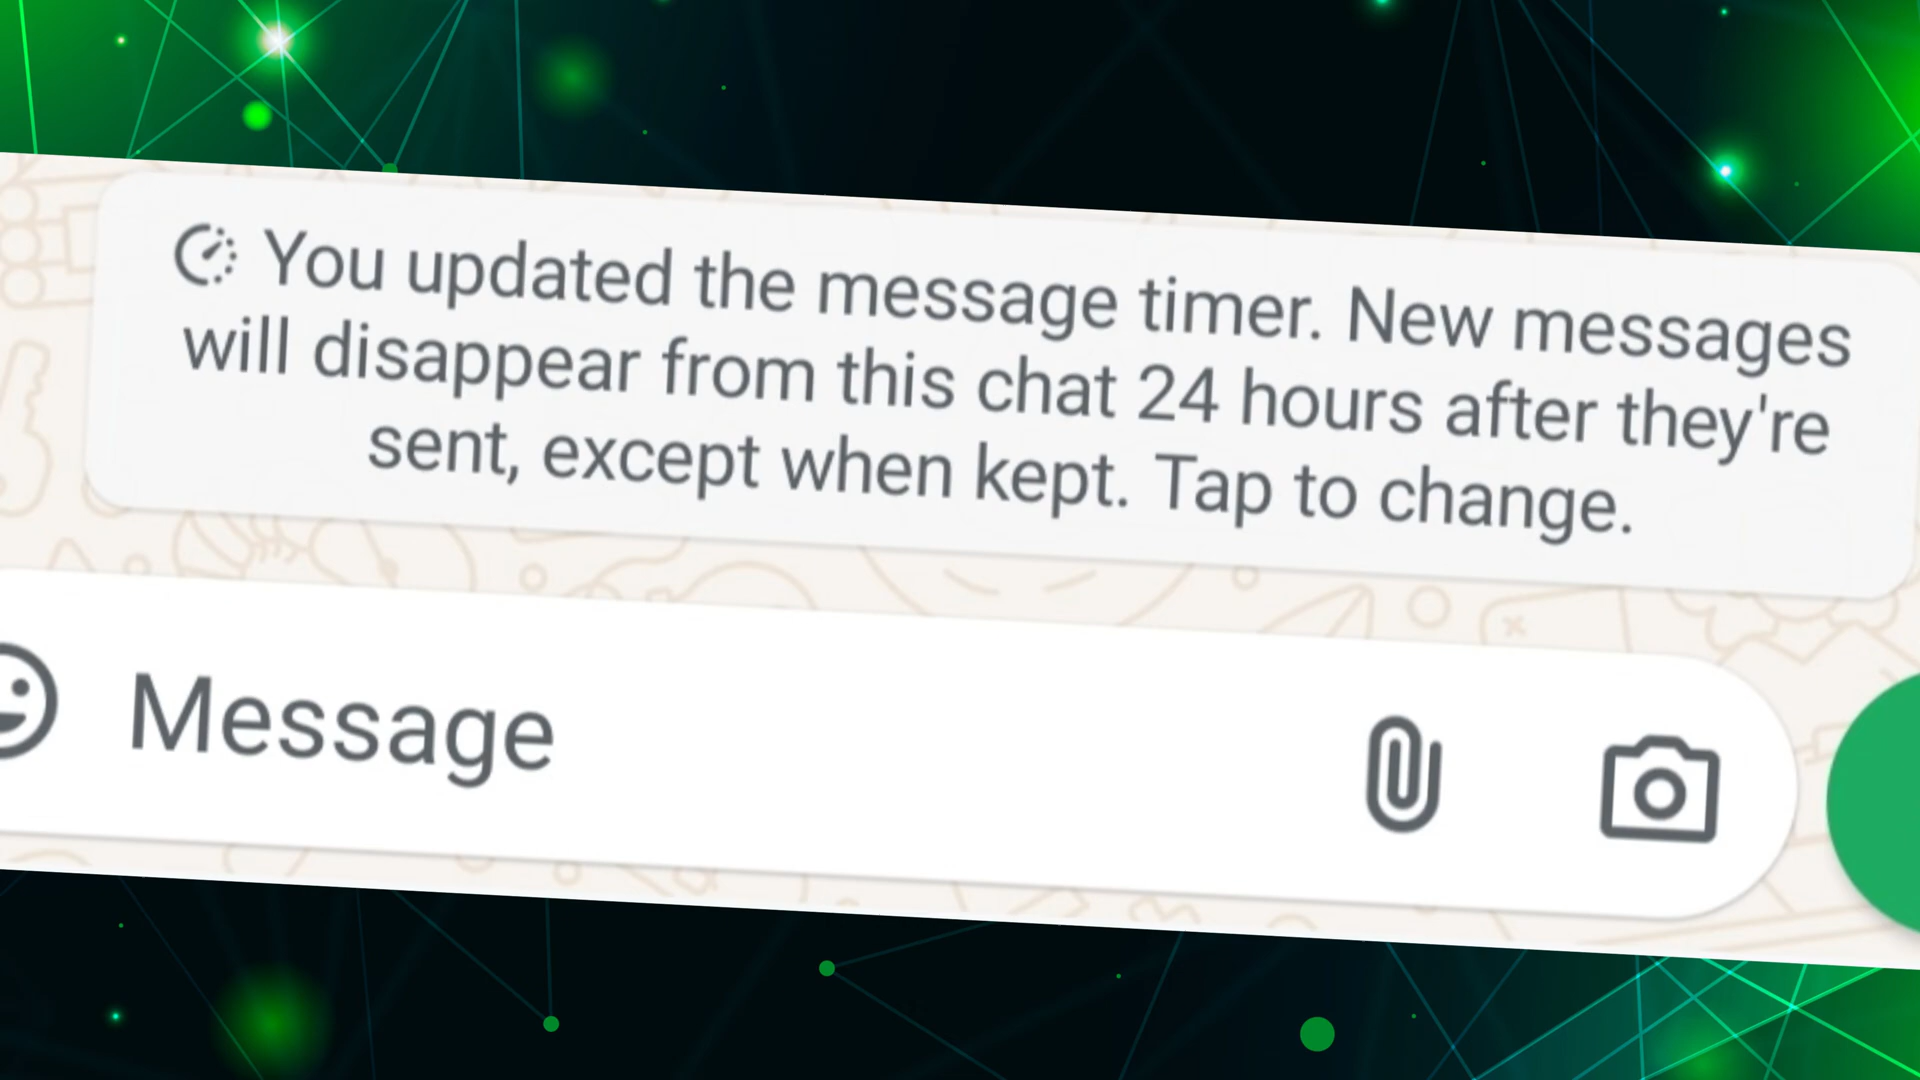 You updated the message timer. New messages
will disappear from this chat 24 hours after they're
sent, except when kept. Tap to change.
Message